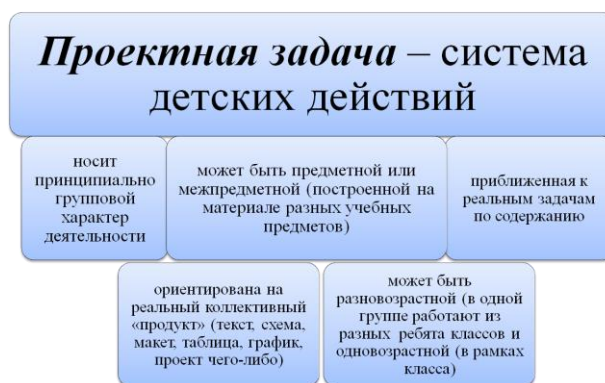 Проектная задача – система
детских действий
носит
принципиально
групповой
характер
деятельности
может быть предметной или
межпредметной (построенной на
материале разных учебных
предметов)
приближенная к
реальным задачам
по содержанию
ориентирована на
реальный коллективный
«продукт» (текст, схема,
макет, таблица, график,
проект чего-либо)
может быть
разновозрастной (в одной
группе работают из
разных ребята классов и
одновозрастной (в рамках
класса)